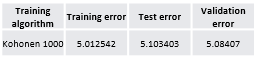 Training algorithm Training error Test error Validation error
Kohonen 1000 5.012542 5.103403 5.08407